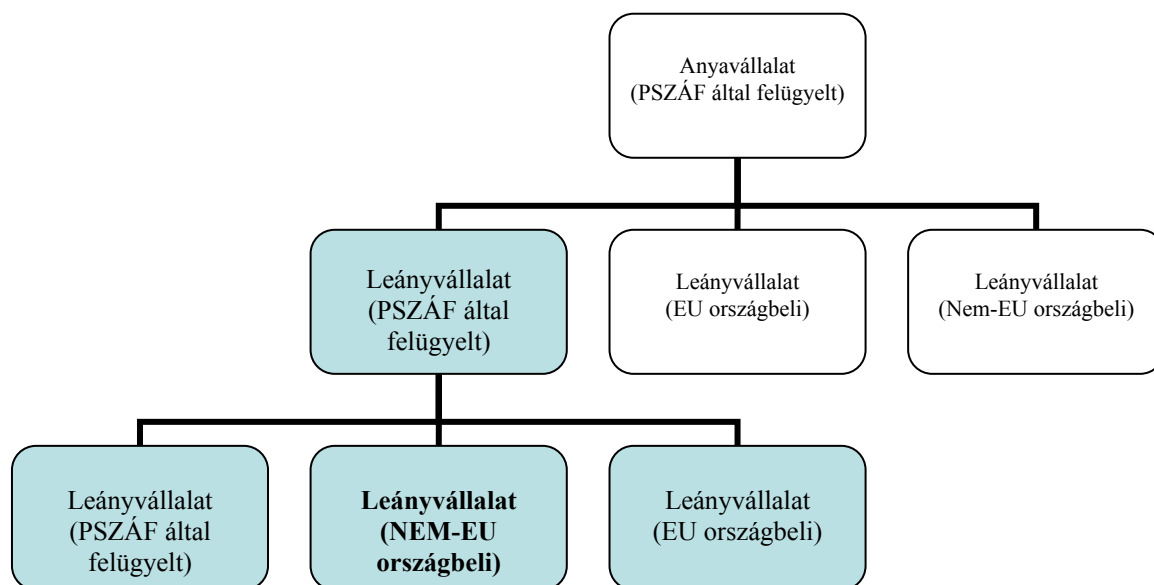 Anyavállalat
(PSZÁF által felügyelt)
Leányvállalat
(PSZÁF által
felügyelt)
Leányvállalat
(EU országbeli)
Leányvállalat
(Nem-EU országbeli)
Leányvállalat
(PSZÁF által
felügyelt)
Leányvállalat
(NEM-EU
országbeli)
Leányvállalat
(EU országbeli)